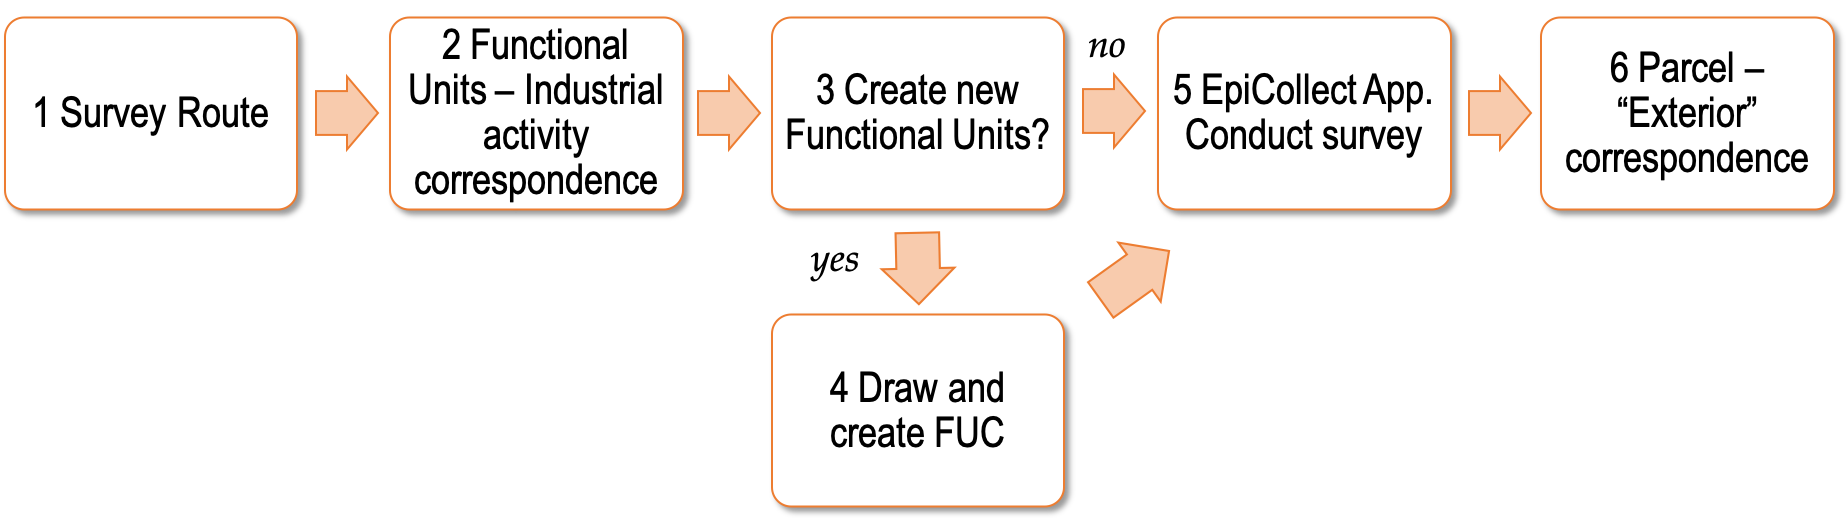 1 Survey Route
2 Functional
Units – Industrial
activity
correspondence
3 Create new
Functional Units?
no
5 EpiCollect App.
Conduct survey
6 Parcel –
“Exterior”
correspondence
yes
4 Draw and
create FUC